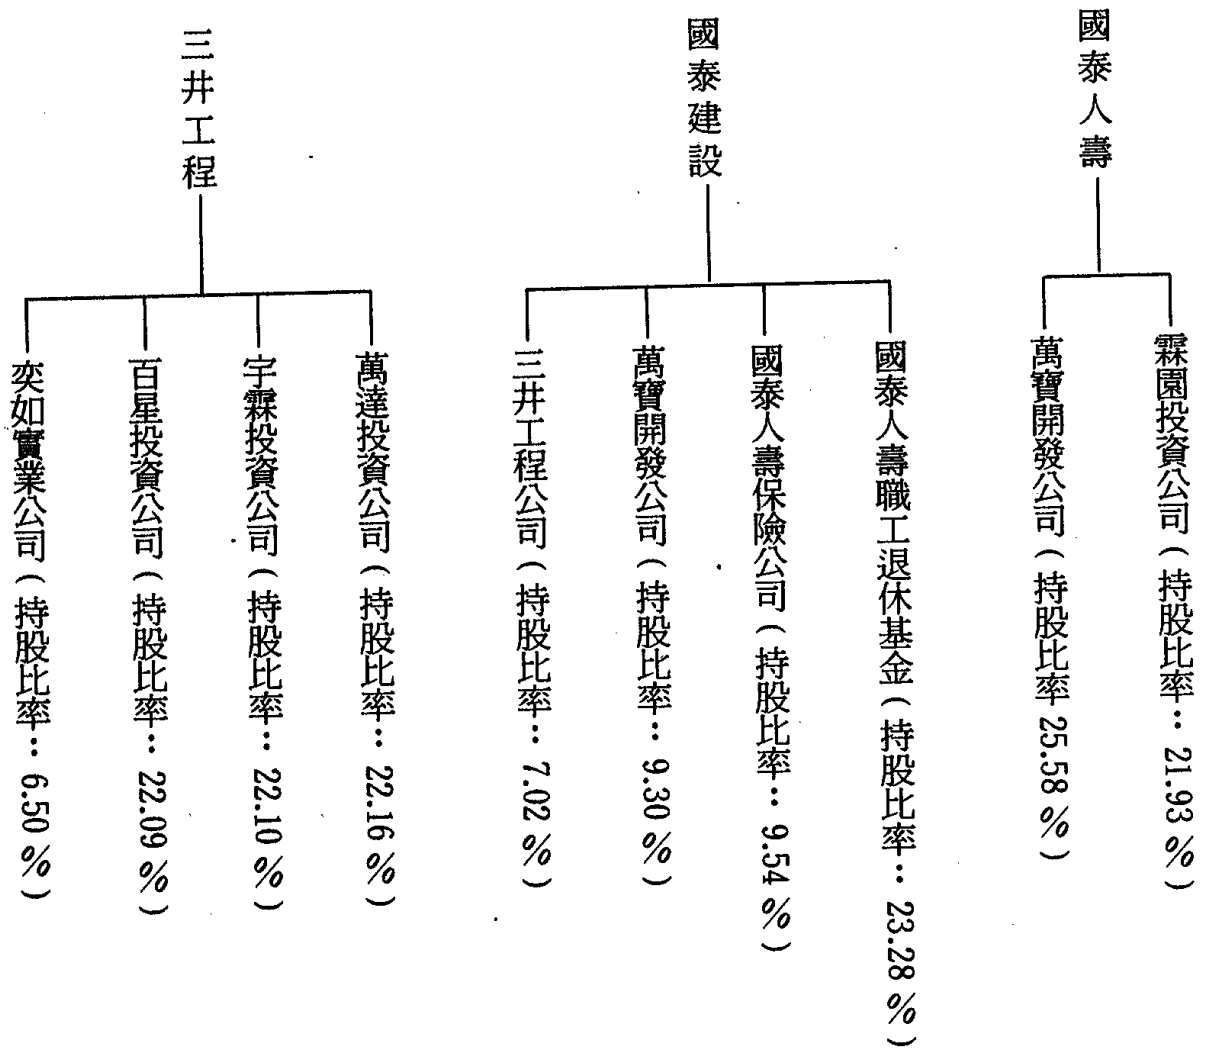 國泰人壽
霖園投資公司（持股比率：21.93％）
萬寶開發公司（持股比率25.58％）
國泰建設
國泰人壽職工退休基金（持股比率：23.28％）
國泰人壽保險公司（持股比率：9.54％）
萬寶開發公司（持股比率：9.30％）
三井工程公司（持股比率：7.02％）
三井工程
萬達投資公司（持股比率：22.16％）
宇霖投資公司（持股比率：22.10％）
百星投資公司（持股比率：22.09％）
奕如實業公司（持股比率：6.50％）